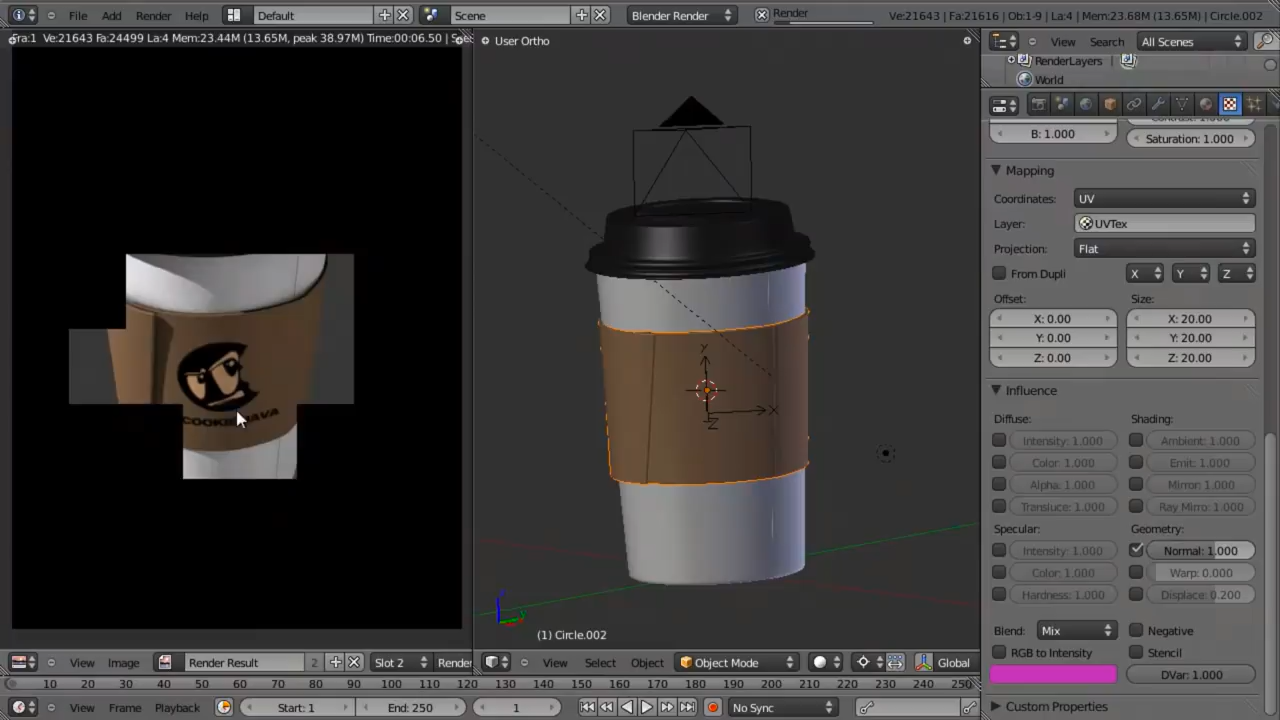 File Add Render Help Default Scene Blender Render Render Ve:21643 | Fa:21616 | Ob:1-9 | La:4 | Mem:23.68M (13.65M) | Circle.002
Fra:1 Ve:21643 Fa:24499 La:4 Mem:23.44M (13.65M, peak 38.97M) Time:00:06.50 |
User Ortho
View Search All Scenes
RenderLayers |
World
B: 1.000
Saturation: 1.000
Mapping
Coordinates: UV
Layer: UVTex
Projection: Flat
From Dupli X Y Z
Offset: Size:
X: 0.00 X: 20.00
Y: 0.00 Y: 20.00
Z: 0.00 Z: 20.00
Influence
Diffuse: Shading:
Intensity: 1.000 Ambient: 1.000
Color: 1.000 Emit: 1.000
Alpha: 1.000 Mirror: 1.000
Transluce: 1.000 Ray Mirro: 1.000
Specular: Geometry:
Intensity: 1.000 Normal: 1.000
Color: 1.000 Warp: 0.000
Hardness: 1.000 Displace: 0.200
Blend: Mix Negative
RGB to Intensity Stencil
DVar: 1.000
Custom Properties
Y
X
Z
(1) Circle.002
View Image Render Result 2 Slot 2 Render
View Select Object Object Mode Global
10 20 30 40 50 60 70 80 90 100 110 120 130 140 150 160 170 180 190 200 210 220 230 240 250
View Frame Playback Start: 1 End: 250 1 No Sync